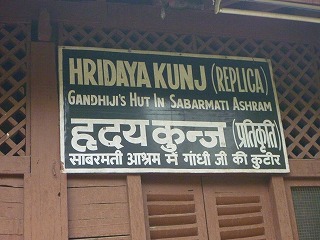 HRIDAYA KUNJ (REPLICA)
GANDHIJI'S HUT IN SABARMATI ASHRAM
हृदय कुन्ज (प्रतिकृति)
साबरमती आश्रम में गांधी जी की कुटीर